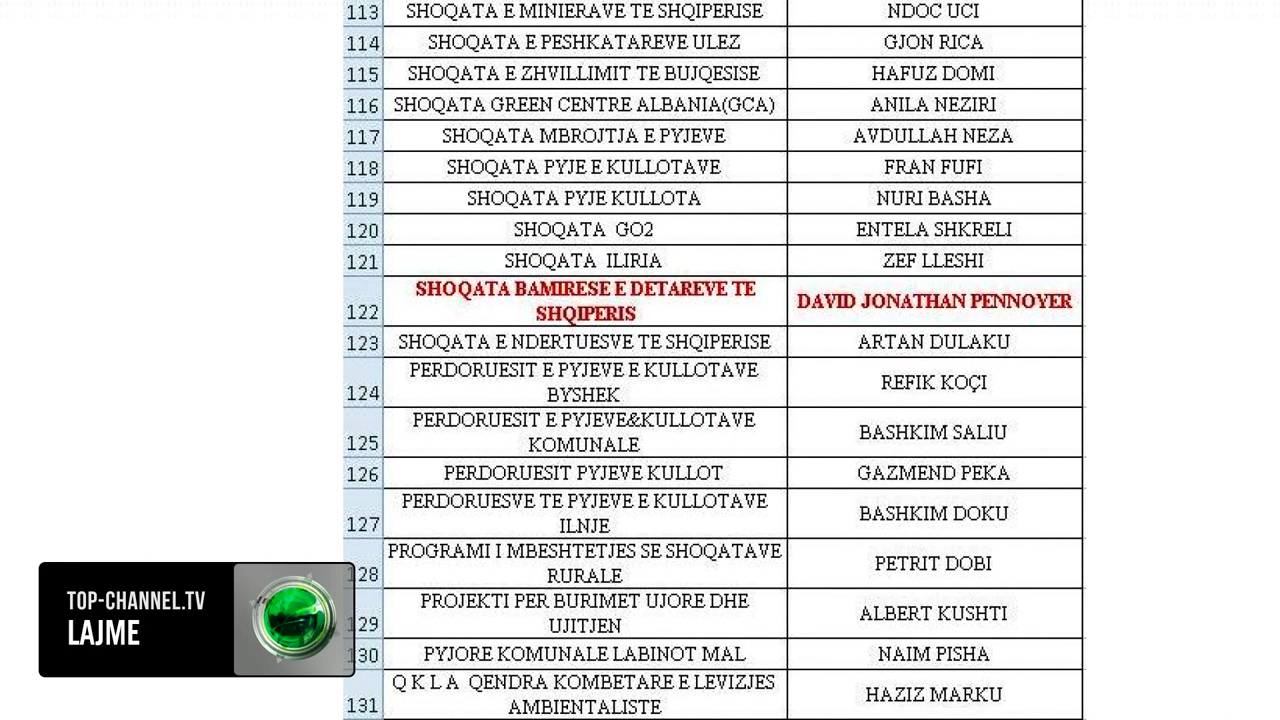 113 SHOQATA E MINIERAVE TE SHQIPERISE NDOC UCI
114 SHOQATA E PESHKATAREVE ULEZ GJON RICA
115 SHOQATA E ZHVILLIMIT TE BUJQESISE HAFUZ DOMI
116 SHOQATA GREEN CENTRE ALBANIA(GCA) ANILA NEZIRI
117 SHOQATA MBROJTJA E PYJEVE AVDULLAH NEZA
118 SHOQATA PYJE E KULLOTAVE FRAN FUFI
119 SHOQATA PYJE KULLOTA NURI BASHA
120 SHOQATA GO2 ENTELA SHKRELI
121 SHOQATA ILIRIA ZEF LLESHI
122 SHOQATA BAMIRESE E DETAREVE TE
SHQIPERIS DAVID JONATHAN PENNOYER
123 SHOQATA E NDERTUESVE TE SHQIPERISE ARTAN DULAKU
124 PERDORUESIT E PYJEVE E KULLOTAVE
BYSHEK REFIK KOÇI
125 PERDORUESIT E PYJEVE&KULLOTAVE
KOMUNALE BASHKIM SALIU
126 PERDORUESIT PYJEVE KULLOT GAZMEND PEKA
127 PERDORUESVE TE PYJEVE E KULLOTAVE
ILNJE BASHKIM DOKU
128 PROGRAMI I MBESHTETJES SE SHOQATAVE
RURALE PETRIT DOBI
129 PROJEKTI PER BURIMET UJORE DHE
UJITJEN ALBERT KUSHTI
130 PYJORE KOMUNALE LABINOT MAL NAIM PISHA
131 Q K L A QENDRA KOMBETARE E LEVIZJES
AMBIENTALISTE HAZIZ MARKU
TOP-CHANNEL.TV
LAJME